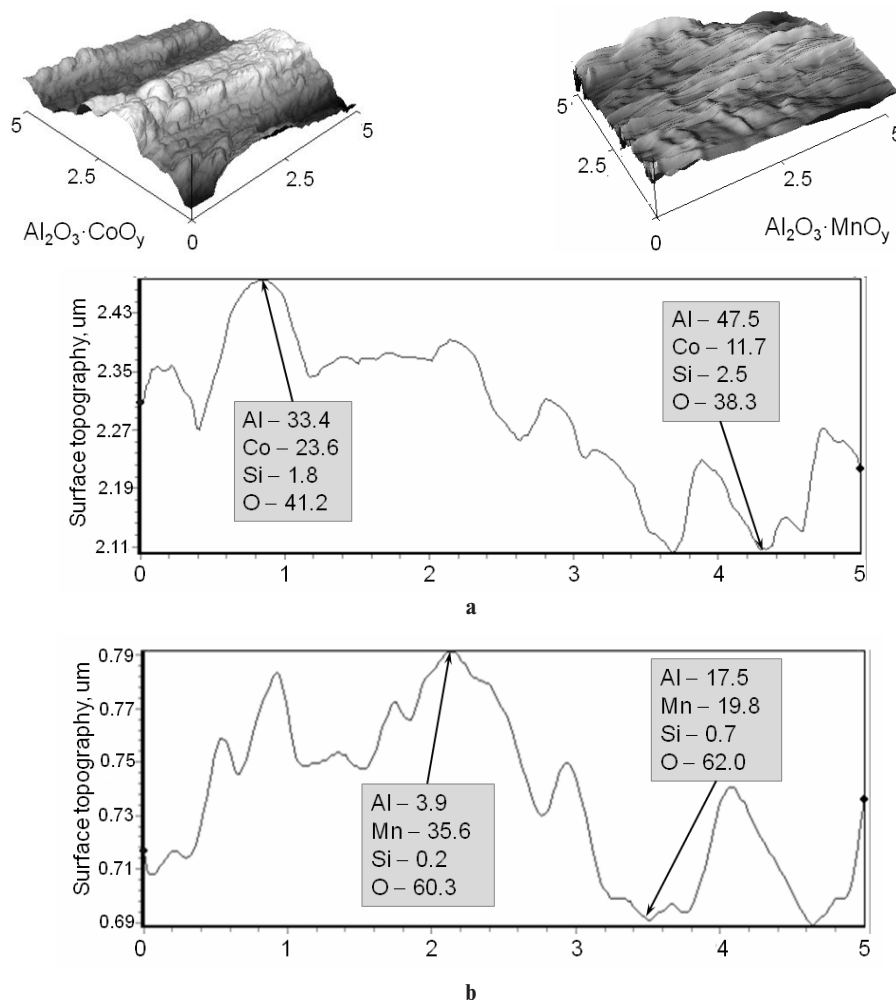 5
2.5
0
2.5
5
Al₂O₃·CoOᵧ
5
2.5
0
2.5
5
Al₂O₃·MnOᵧ
Surface topography, um
2.43
2.35
2.27
2.19
2.11
Al – 33.4
Co – 23.6
Si – 1.8
O – 41.2
Al – 47.5
Co – 11.7
Si – 2.5
O – 38.3
0 1 2 3 4 5
a
Surface topography, um
0.79
0.77
0.75
0.73
0.71
0.69
Al – 3.9
Mn – 35.6
Si – 0.2
O – 60.3
Al – 17.5
Mn – 19.8
Si – 0.7
O – 62.0
0 1 2 3 4 5
b